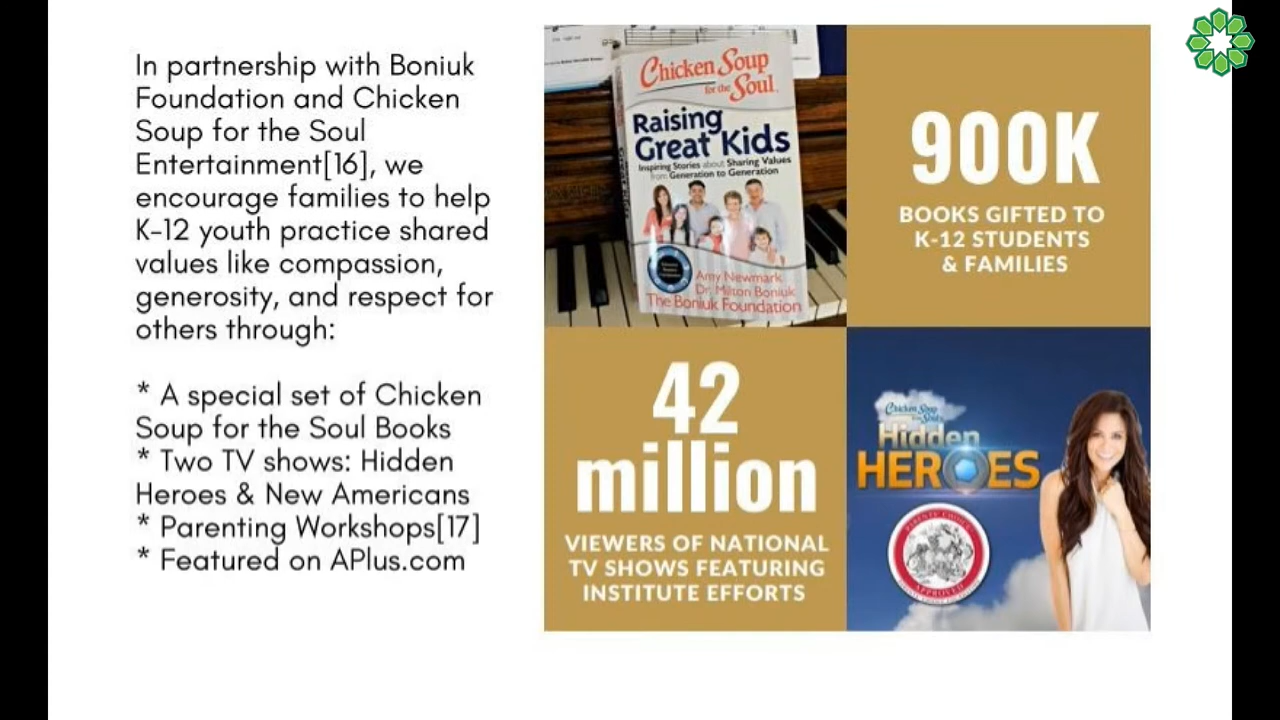 In partnership with Boniuk
Foundation and Chicken
Soup for the Soul
Entertainment[16], we
encourage families to help
K-12 youth practice shared
values like compassion,
generosity, and respect for
others through:
* A special set of Chicken
Soup for the Soul Books
* Two TV shows: Hidden
Heroes & New Americans
* Parenting Workshops[17]
* Featured on APlus.com
Chicken Soup
for the Soul
Raising
Great Kids
Inspiring Stories about Sharing Values
from Generation to Generation
Amy Newmark
Dr. Milton Boniuk
The Boniuk Foundation
900K
BOOKS GIFTED TO
K-12 STUDENTS
& FAMILIES
42
million
VIEWERS OF NATIONAL
TV SHOWS FEATURING
INSTITUTE EFFORTS
Chicken Soup
for the Soul's
Hidden
HEROES
PARENTS' CHOICE
APPROVED